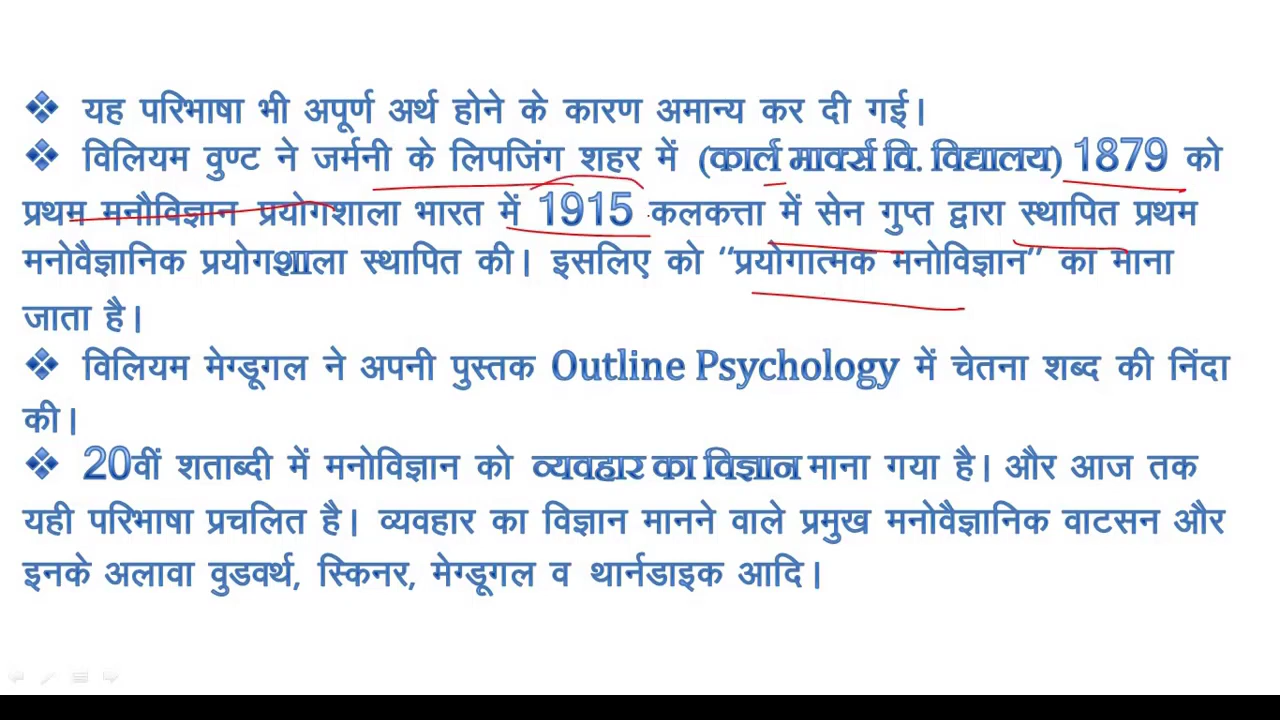 ❖ यह परिभाषा भी अपूर्ण अर्थ होने के कारण अमान्य कर दी गई।
❖ विलियम वुण्ट ने जर्मनी के लिपजिंग शहर में (कार्ल मार्क्स वि. विद्यालय) 1879 को
प्रथम मनौविज्ञान प्रयोगशाला भारत में 1915 कलकत्ता में सेन गुप्त द्वारा स्थापित प्रथम
मनोवैज्ञानिक प्रयोगशाला स्थापित की। इसलिए को "प्रयोगात्मक मनोविज्ञान" का माना
जाता है।
❖ विलियम मेग्डूगल ने अपनी पुस्तक Outline Psychology में चेतना शब्द की निंदा
की।
❖ 20वीं शताब्दी में मनोविज्ञान को व्यवहार का विज्ञान माना गया है। और आज तक
यही परिभाषा प्रचलित है। व्यवहार का विज्ञान मानने वाले प्रमुख मनोवैज्ञानिक वाटसन और
इनके अलावा वुडवर्थ, स्किनर, मेग्डूगल व थार्नडाइक आदि।